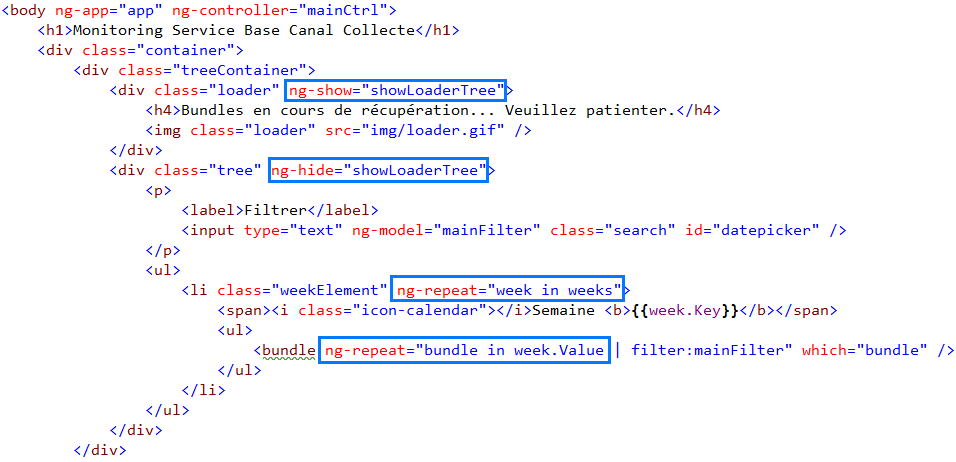 <body ng-app="app" ng-controller="mainCtrl">
<h1>Monitoring Service Base Canal Collecte</h1>
<div class="container">
<div class="treeContainer">
<div class="loader" ng-show="showLoaderTree">
<h4>Bundles en cours de récupération... Veuillez patienter.</h4>
<img class="loader" src="img/loader.gif" />
</div>
<div class="tree" ng-hide="showLoaderTree">
<p>
<label>Filtrer</label>
<input type="text" ng-model="mainFilter" class="search" id="datepicker" />
</p>
<ul>
<li class="weekElement" ng-repeat="week in weeks">
<span><i class="icon-calendar"></i>Semaine <b>{{week.Key}}</b></span>
<ul>
<bundle ng-repeat="bundle in week.Value | filter:mainFilter" which="bundle" />
</ul>
</li>
</ul>
</div>
</div>